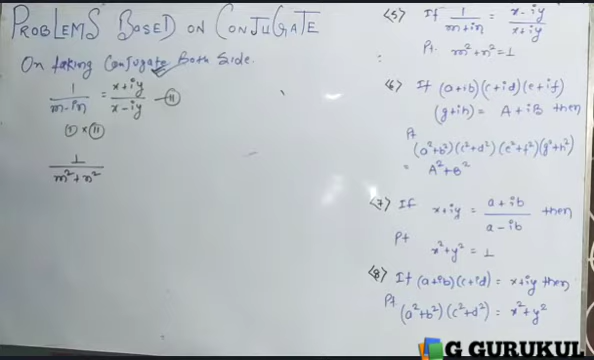 PROBLEMS BASED ON CONJUGATE
On taking Conjugate Both Side.
1/(m-in) = (x+iy)/(x-iy) —(II)
(I) × (II)
1/(m²+n²)
<5> If 1/(m+in) = (x-iy)/(x+iy)
Pt. m²+n²=1
<6> If (a+ib)(c+id)(e+if)
(g+ih) = A+iB then
Pt
(a²+b²)(c²+d²)(e²+f²)(g²+h²)
= A²+B²
<7> If x+iy = (a+ib)/(a-ib) then
Pt
x²+y² = 1
<8> If (a+ib)(c+id) = x+iy then
Pt
(a²+b²)(c²+d²) = x²+y²
G GURUKUL